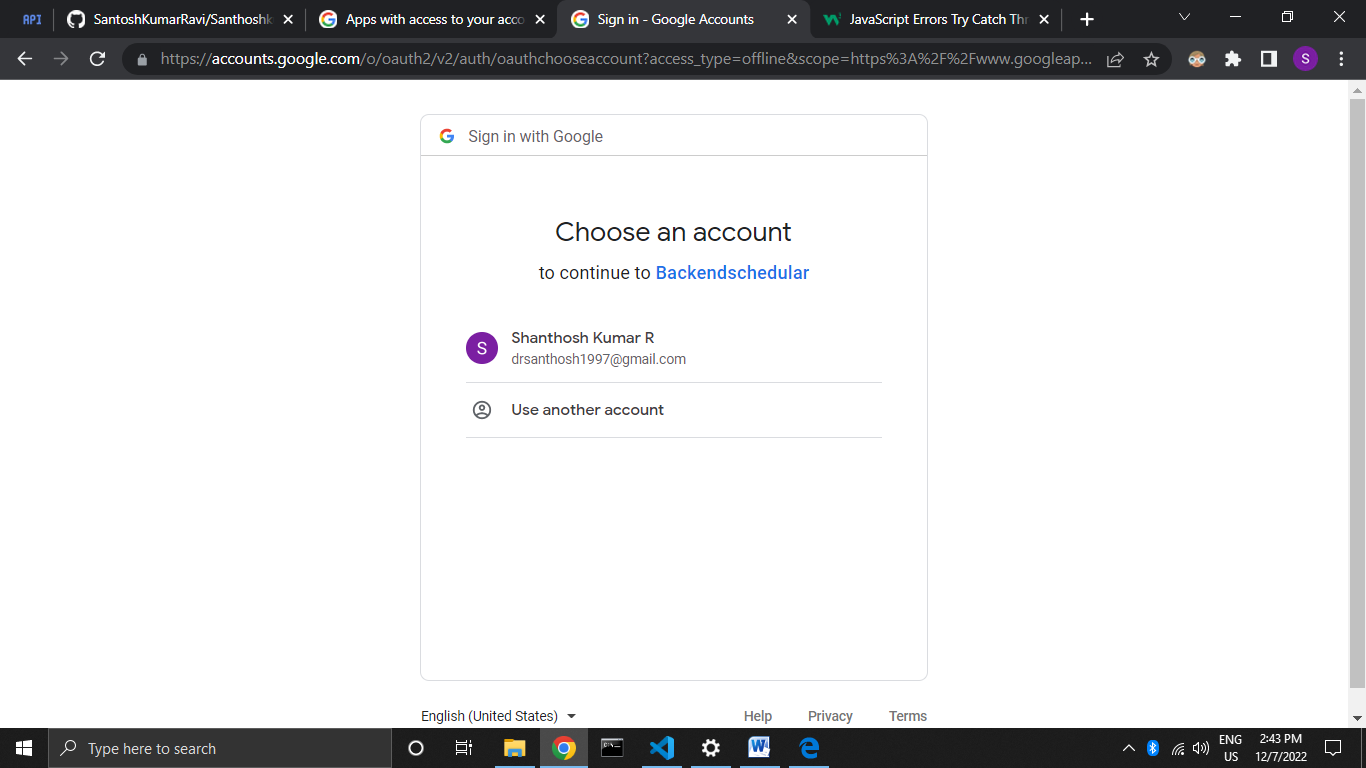 API
SantoshKumarRavi/Santhoshk
Apps with access to your acco
Sign in - Google Accounts
JavaScript Errors Try Catch Thr
https://accounts.google.com/o/oauth2/v2/auth/oauthchooseaccount?access_type=offline&scope=https%3A%2F%2Fwww.googleap...
S
Sign in with Google
Choose an account
to continue to Backendschedular
S
Shanthosh Kumar R
drsanthosh1997@gmail.com
Use another account
English (United States)
Help
Privacy
Terms
Type here to search
ENG
US
2:43 PM
12/7/2022